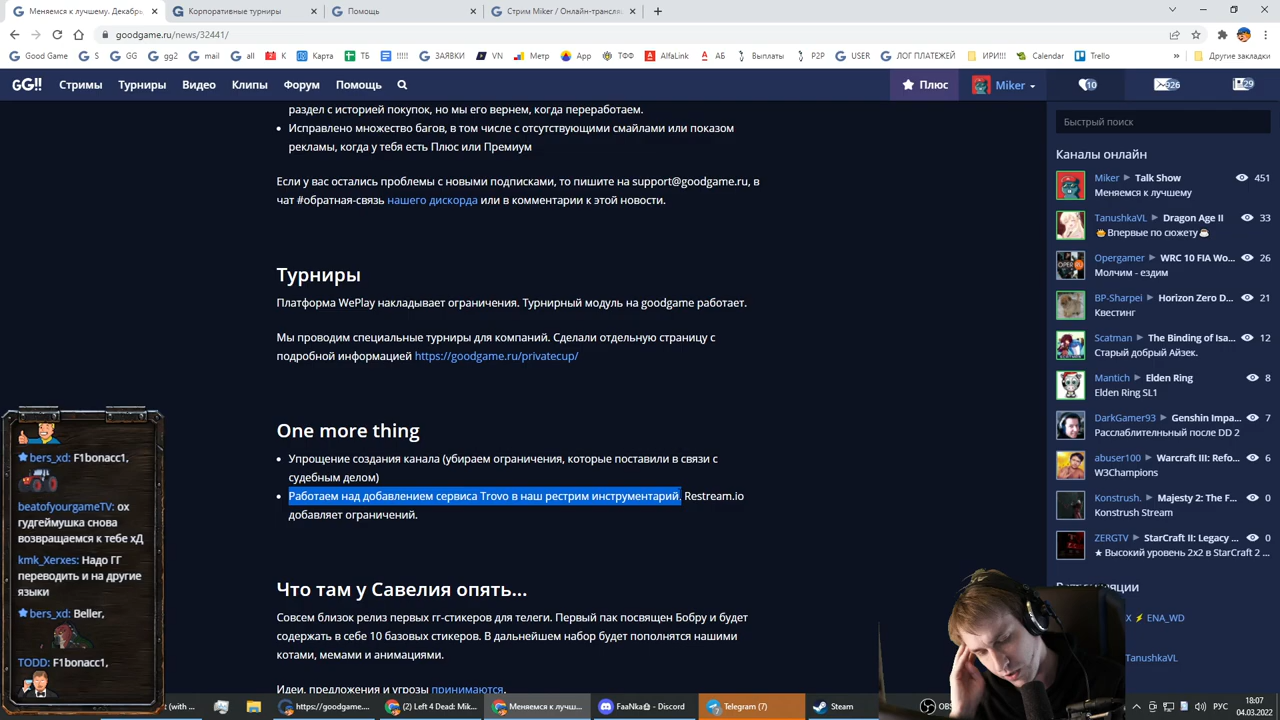 Меняемся к лучшему. Декабрь
Корпоративные турниры
Помощь
Стрим Miker / Онлайн-трансля
goodgame.ru/news/32441/
Good Game
S
GG
gg2
mail
all
К
Карта
ТБ
!!!!!
ЗАЯВКИ
VN
Метр
App
ТФФ
AlfaLink
АБ
Выплаты
P2P
USER
ЛОГ ПЛАТЕЖЕЙ
ИРИ!!!
Calendar
Trello
Другие закладки
GG!!
Стримы
Турниры
Видео
Клипы
Форум
Помощь
Плюс
Miker
10
926
29
раздел с историей покупок, но мы его вернем, когда переработаем.
Исправлено множество багов, в том числе с отсутствующими смайлами или показом
рекламы, когда у тебя есть Плюс или Премиум
Если у вас остались проблемы с новыми подписками, то пишите на support@goodgame.ru, в
чат #обратная-связь нашего дискорда или в комментарии к этой новости.
Турниры
Платформа WePlay накладывает ограничения. Турнирный модуль на goodgame работает.
Мы проводим специальные турниры для компаний. Сделали отдельную страницу с
подробной информацией https://goodgame.ru/privatecup/
One more thing
Упрощение создания канала (убираем ограничения, которые поставили в связи с
судебным делом)
Работаем над добавлением сервиса Trovo в наш рестрим инструментарий. Restream.io
добавляет ограничений.
Что там у Савелия опять...
Совсем близок релиз первых гг-стикеров для телеги. Первый пак посвящен Бобру и будет
содержать в себе 10 базовых стикеров. В дальнейшем набор будет пополнятся нашими
котами, мемами и анимациями.
Идеи, предложения и угрозы принимаются.
Быстрый поиск
Каналы онлайн
Miker Talk Show 451
Меняемся к лучшему
TanushkaVL Dragon Age II 33
Впервые по сюжету
Opergamer WRC 10 FIA Wo... 26
Молчим - ездим
BP-Sharpei Horizon Zero D... 21
Квестинг
Scatman The Binding of Isa... 12
Старый добрый Айзек.
Mantich Elden Ring 8
Elden Ring SL1
DarkGamer93 Genshin Impa... 7
Расслаблительный после DD 2
abuser100 Warcraft III: Refo... 6
W3Champions
Konstrush. Majesty 2: The F... 0
Konstrush Stream
ZERGTV StarCraft II: Legacy ... 0
★ Высокий уровень 2x2 в StarCraft 2 ...
ENA_WD
TanushkaVL
bers_xd: F1bonacc1,
beatofyourgameTV: ох
гудгеймушка снова
возвращаемся к тебе хД
kmk_Xerxes: Надо ГГ
переводить и на другие
языки
bers_xd: Beller,
TODD: F1bonacc1,
(with ...
https://goodgame....
(2) Left 4 Dead: Mike...
Меняемся к лучш...
FaaNka - Discord
Telegram (7)
Steam
OBS
РУС
18:07
04.03.2022